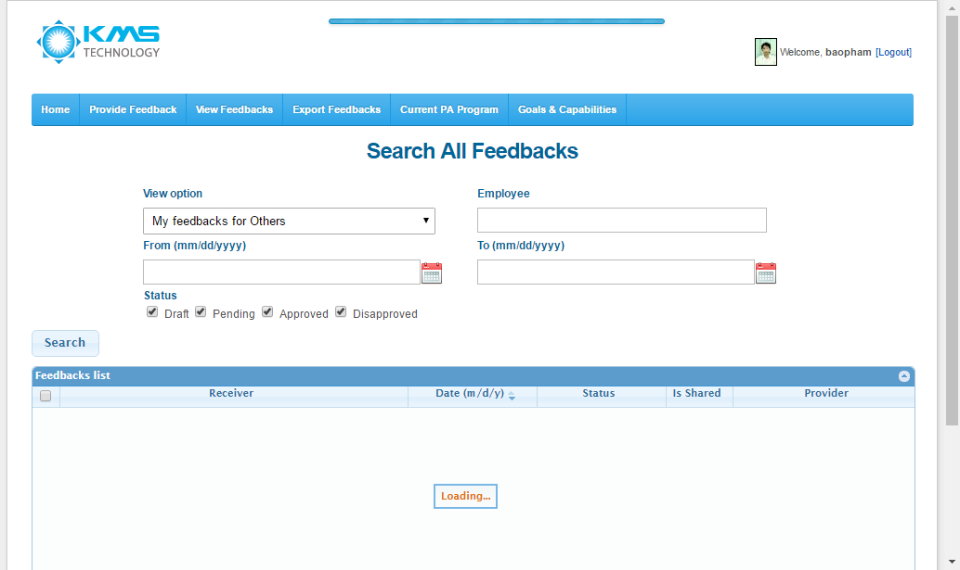 KMS
TECHNOLOGY
Welcome, baopham [Logout]
Home Provide Feedback View Feedbacks Export Feedbacks Current PA Program Goals & Capabilities
Search All Feedbacks
View option Employee
My feedbacks for Others
From (mm/dd/yyyy) To (mm/dd/yyyy)
Status
Draft Pending Approved Disapproved
Search
Feedbacks list
Receiver Date (m/d/y) Status Is Shared Provider
Loading...